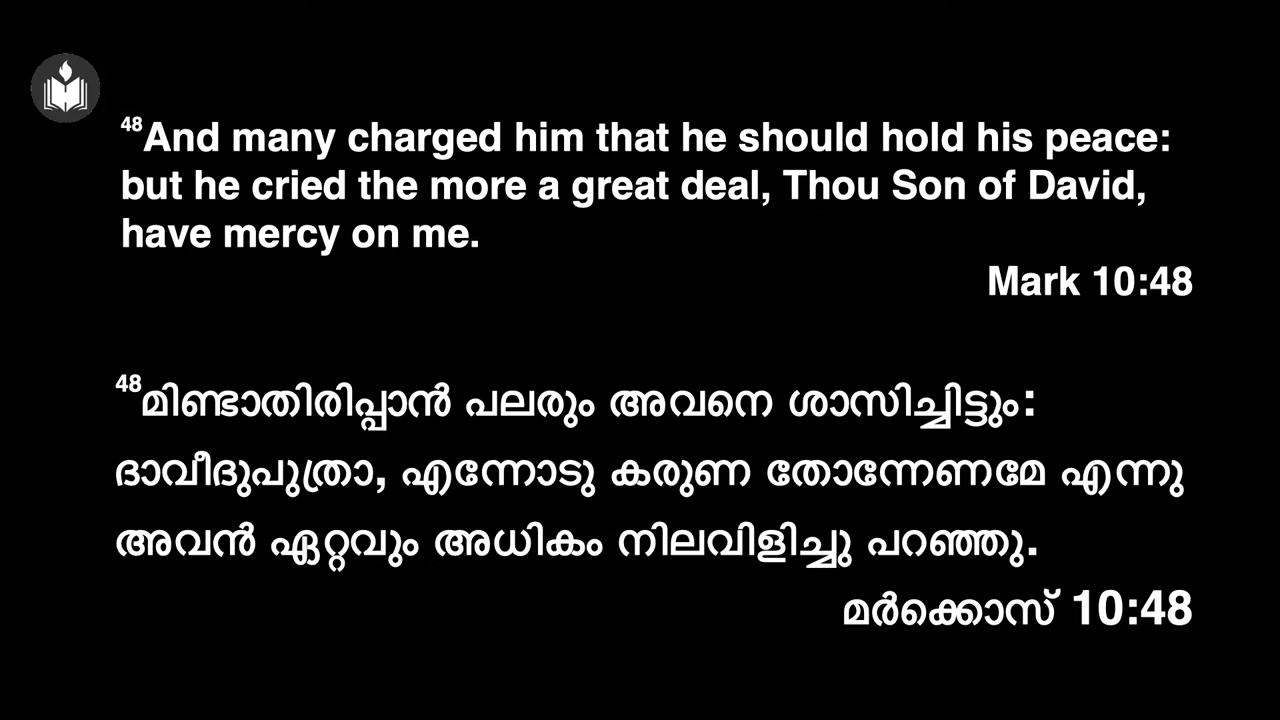 48And many charged him that he should hold his peace:
but he cried the more a great deal, Thou Son of David,
have mercy on me.
Mark 10:48
48മിണ്ടാതിരിപ്പാൻ പലരും അവനെ ശാസിച്ചിട്ടും:
ദാവീദുപുത്രാ, എന്നോടു കരുണ തോന്നേണമേ എന്നു
അവൻ ഏറ്റവും അധികം നിലവിളിച്ചു പറഞ്ഞു.
മർക്കൊസ് 10:48